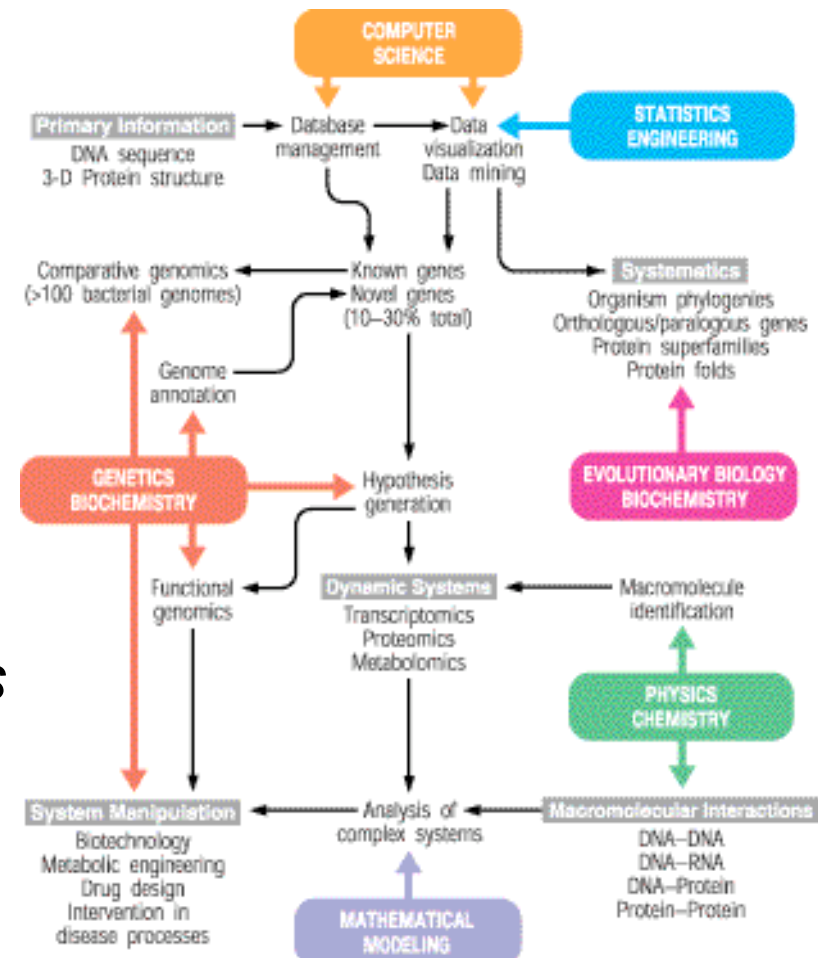 COMPUTER
SCIENCE
Primary Information
DNA sequence
3-D Protein structure
Database
management
Data
visualization
Data mining
STATISTICS
ENGINEERING
Comparative genomics
(>100 bacterial genomes)
Known genes
Novel genes
(10–30% total)
Systematics
Organism phylogenies
Orthologous/paralogous genes
Protein superfamilies
Protein folds
Genome
annotation
GENETICS
BIOCHEMISTRY
Hypothesis
generation
EVOLUTIONARY BIOLOGY
BIOCHEMISTRY
Functional
genomics
Dynamic Systems
Transcriptomics
Proteomics
Metabolomics
Macromolecule
identification
s
PHYSICS
CHEMISTRY
System Manipulation
Biotechnology
Metabolic engineering
Drug design
Intervention in
disease processes
Analysis of
complex systems
Macromolecular Interactions
DNA–DNA
DNA–RNA
DNA–Protein
Protein–Protein
MATHEMATICAL
MODELING